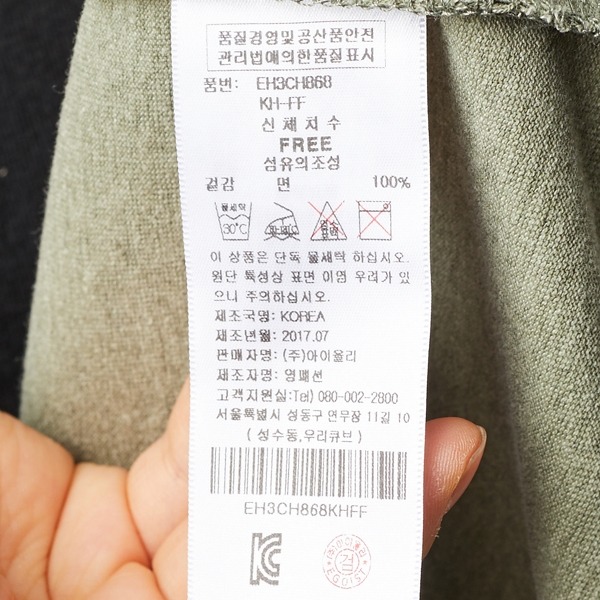 품질경영및공산품안전
관리법에의한품질표시
품번: EH3CH868
KH-FF
신체치수
FREE
섬유의조성
겉감 면 100%
물세탁
30℃
이 상품은 단독 물세탁 하십시오.
원단 특성상 표면 이염 우려가 있
으니 주의하십시오.
제조국명: KOREA
제조년월: 2017.07
판매자명: (주)아이올리
제조자명: 영패션
고객지원실:Tel) 080-002-2800
서울특별시 성동구 연무장 11길 10
(성수동,우리큐브)
EH3CH868KHFF
EGOIST